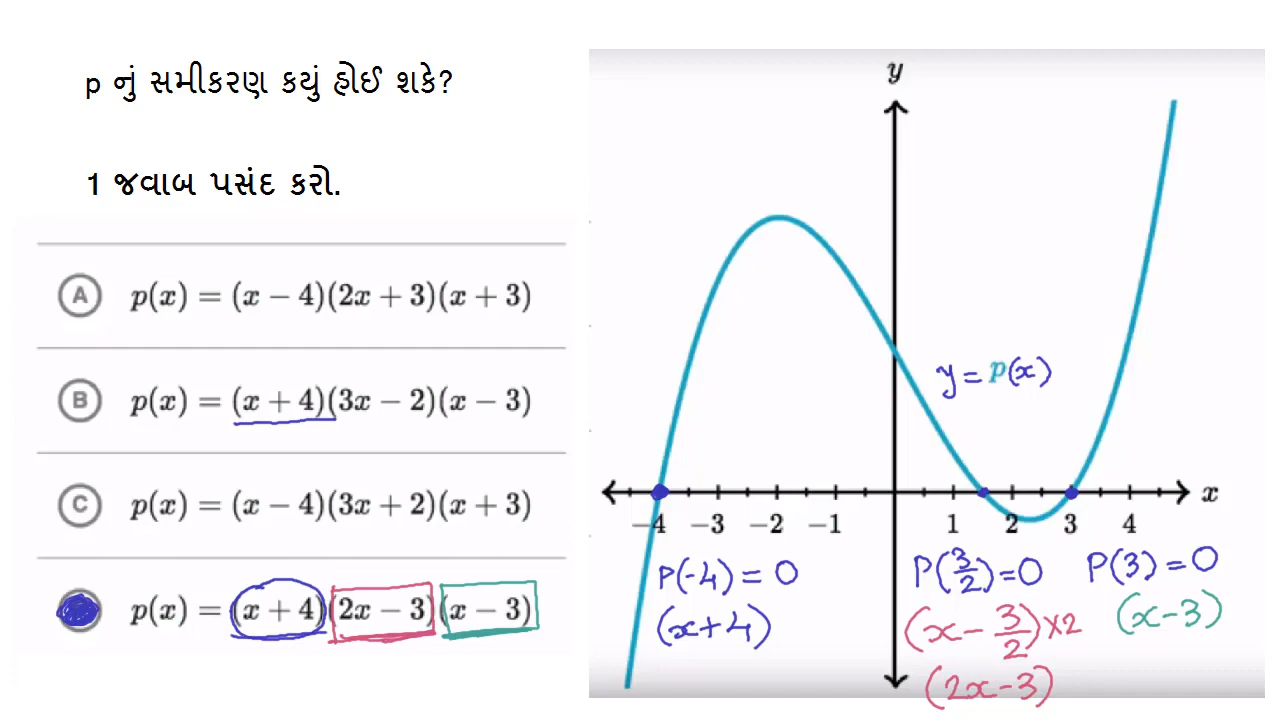 p નું સમીકરણ કયું હોઈ શકે?
1 જવાબ પસંદ કરો.
A p(x) = (x − 4)(2x + 3)(x + 3)
B p(x) = (x + 4)(3x − 2)(x − 3)
C p(x) = (x − 4)(3x + 2)(x + 3)
p(x) = (x + 4)(2x − 3)(x − 3)
y
y = p(x)
x
−4 −3 −2 −1 1 2 3 4
P(-4) = 0 P(3/2) = 0 P(3) = 0
(x+4) (x − 3/2)×2 (x-3)
(2x-3)